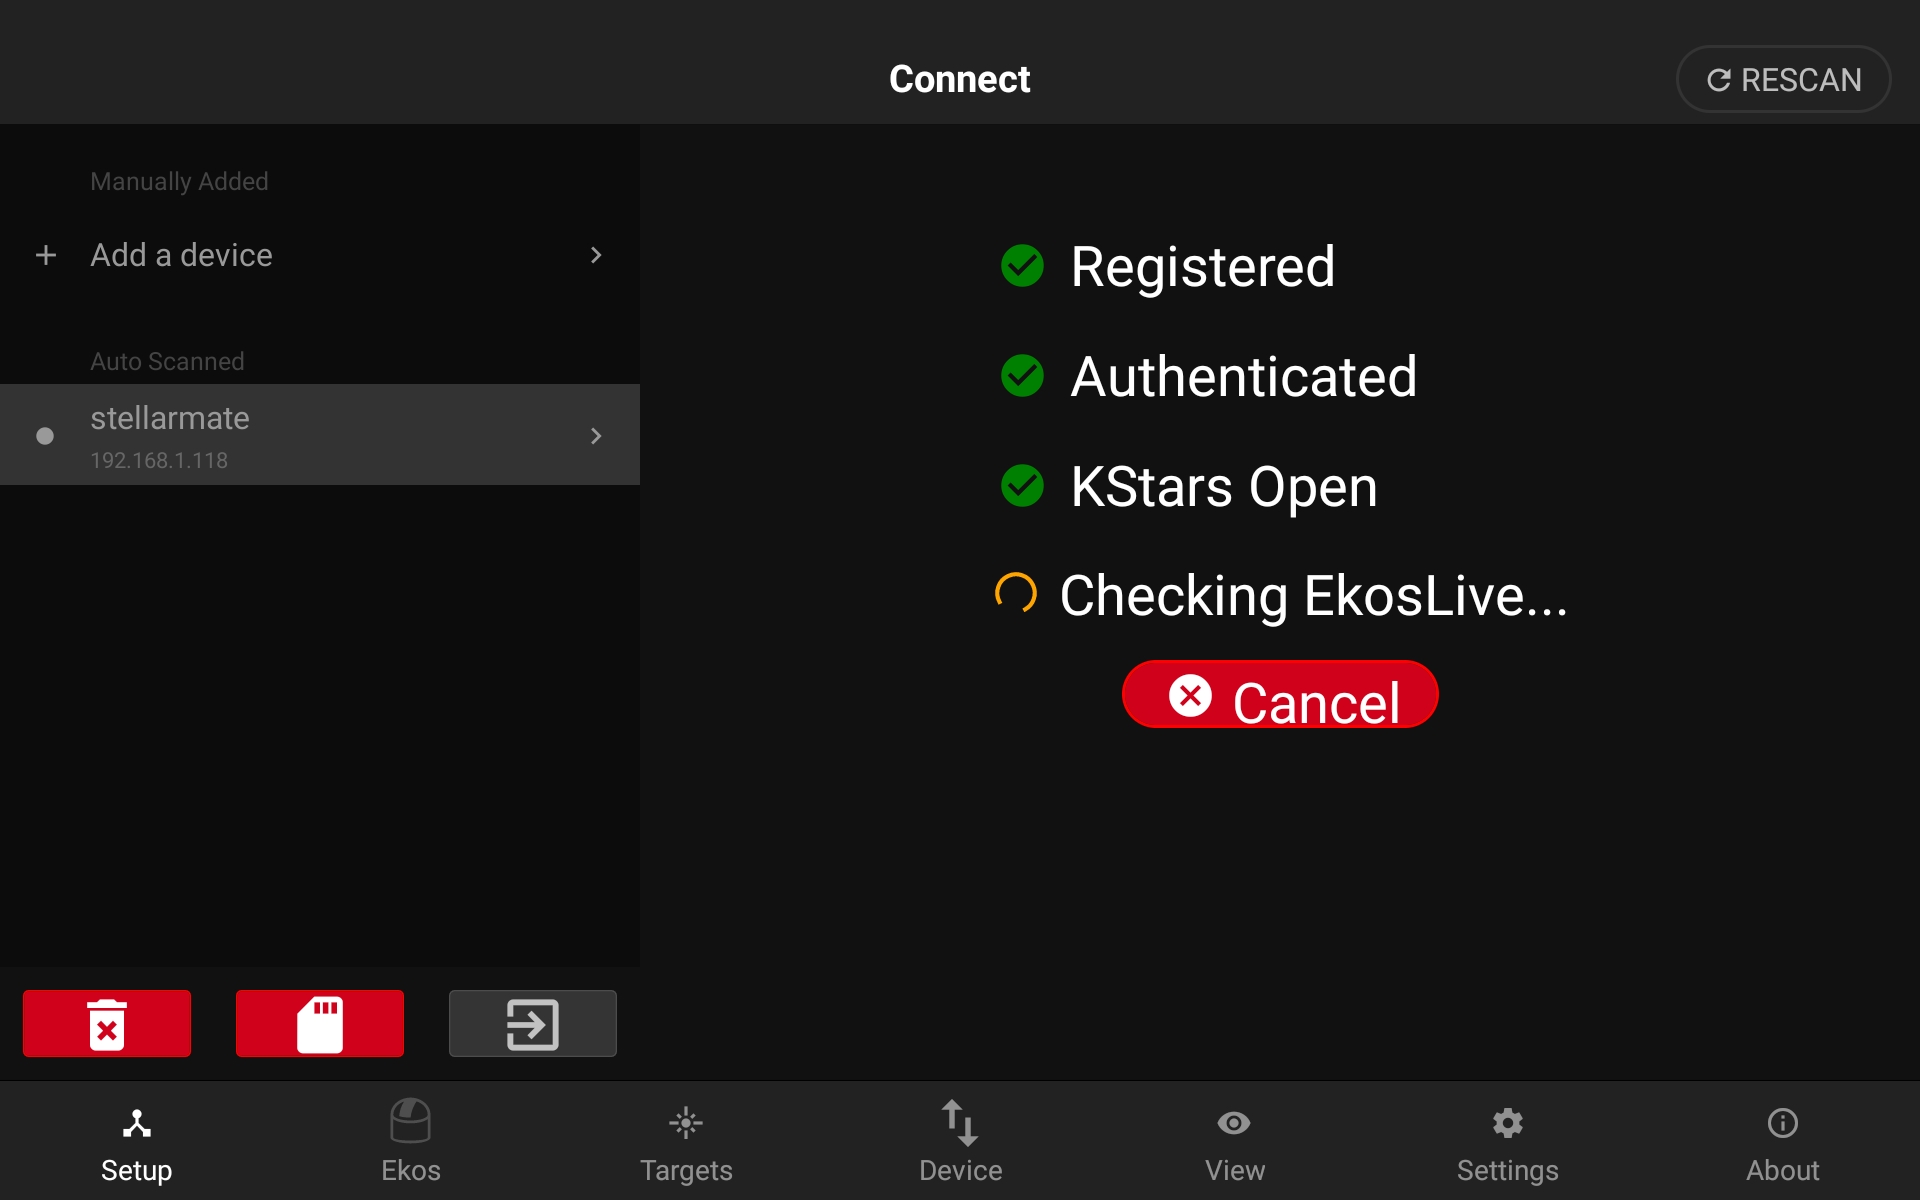 Connect
RESCAN
Manually Added
Add a device
Auto Scanned
stellarmate
192.168.1.118
Registered
Authenticated
KStars Open
Checking EkosLive...
Cancel
Setup
Ekos
Targets
Device
View
Settings
About